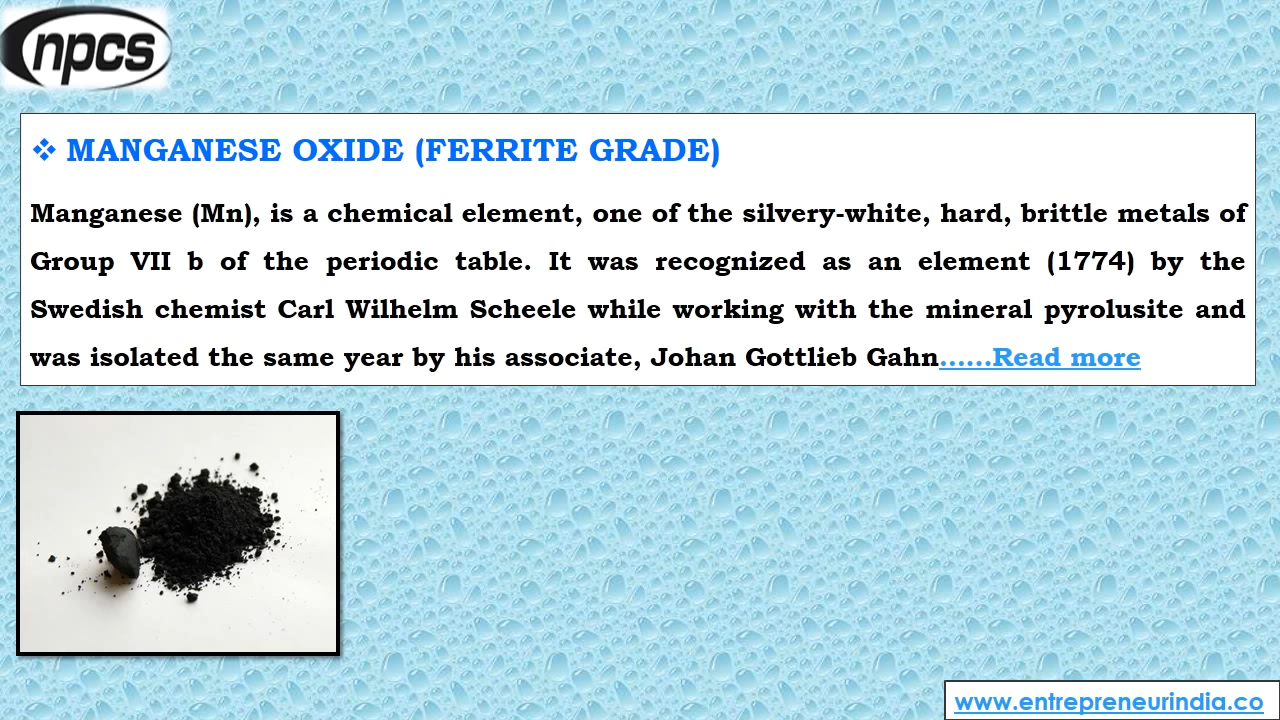 npcs
MANGANESE OXIDE (FERRITE GRADE)
Manganese (Mn), is a chemical element, one of the silvery-white, hard, brittle metals of
Group VII b of the periodic table. It was recognized as an element (1774) by the
Swedish chemist Carl Wilhelm Scheele while working with the mineral pyrolusite and
was isolated the same year by his associate, Johan Gottlieb Gahn......Read more
www.entrepreneurindia.co